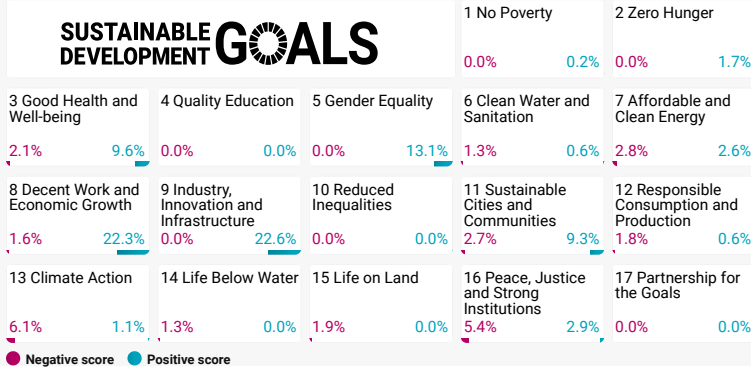 SUSTAINABLE
DEVELOPMENT
GOALS
1 No Poverty
0.0% 0.2%
2 Zero Hunger
0.0% 1.7%
3 Good Health and
Well-being
2.1% 9.6%
4 Quality Education
0.0% 0.0%
5 Gender Equality
0.0% 13.1%
6 Clean Water and
Sanitation
1.3% 0.6%
7 Affordable and
Clean Energy
2.8% 2.6%
8 Decent Work and
Economic Growth
1.6% 22.3%
9 Industry,
Innovation and
Infrastructure
0.0% 22.6%
10 Reduced
Inequalities
0.0% 0.0%
11 Sustainable
Cities and
Communities
2.7% 9.3%
12 Responsible
Consumption and
Production
1.8% 0.6%
13 Climate Action
6.1% 1.1%
14 Life Below Water
1.3% 0.0%
15 Life on Land
1.9% 0.0%
16 Peace, Justice
and Strong
Institutions
5.4% 2.9%
17 Partnership for
the Goals
0.0% 0.0%
Negative score Positive score